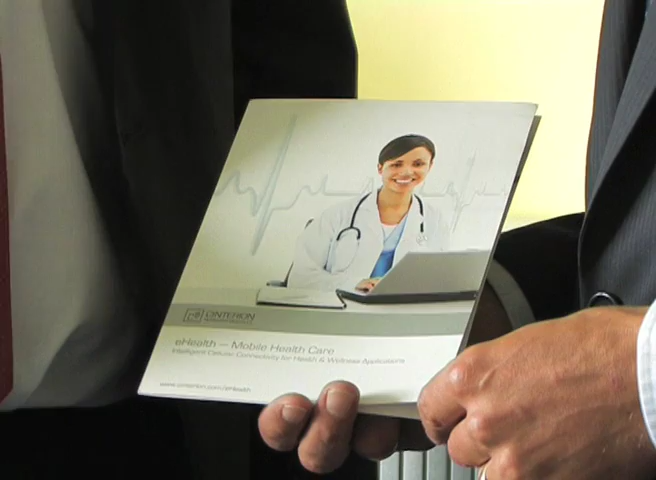 CINTERION
eHealth – Mobile Health Care
Intelligent Cellular Connectivity for Health & Wellness Applications
www.cinterion.com/eHealth